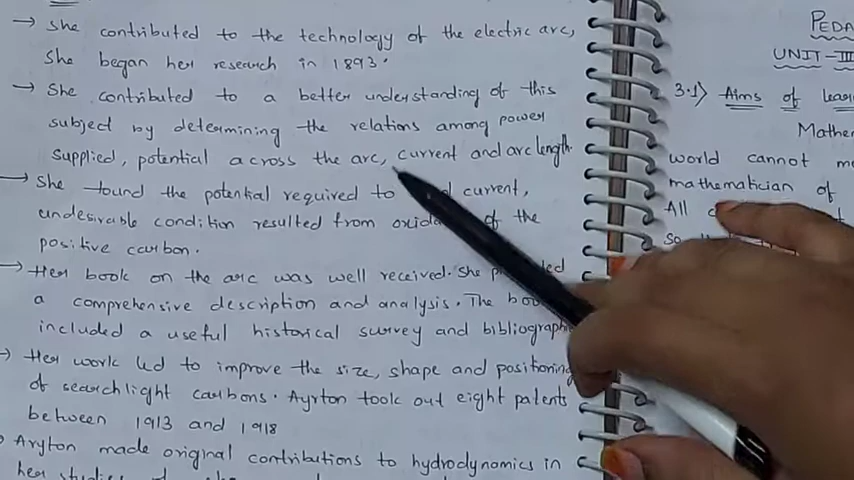 → She contributed to the technology of the electric arc,
She began her research in 1893.
→ She contributed to a better understanding of this
subject by determining the relations among power
supplied, potential across the arc, current and arc length.
→ She found the potential required to current,
undesirable condition resulted from of the
positive carbon.
→ Her book on the arc was well received. She
a comprehensive description and analysis. The
included a useful historical survey and
→ Her work led to improve the size, shape and positioning
of searchlight carbons. Ayrton took out eight patents
between 1913 and 1918
Aryton made original contributions to hydrodynamics in
her studies of
PEDA
UNIT-III
3.1) Aims of lear
Mathe
world cannot m
mathematician of
All
so